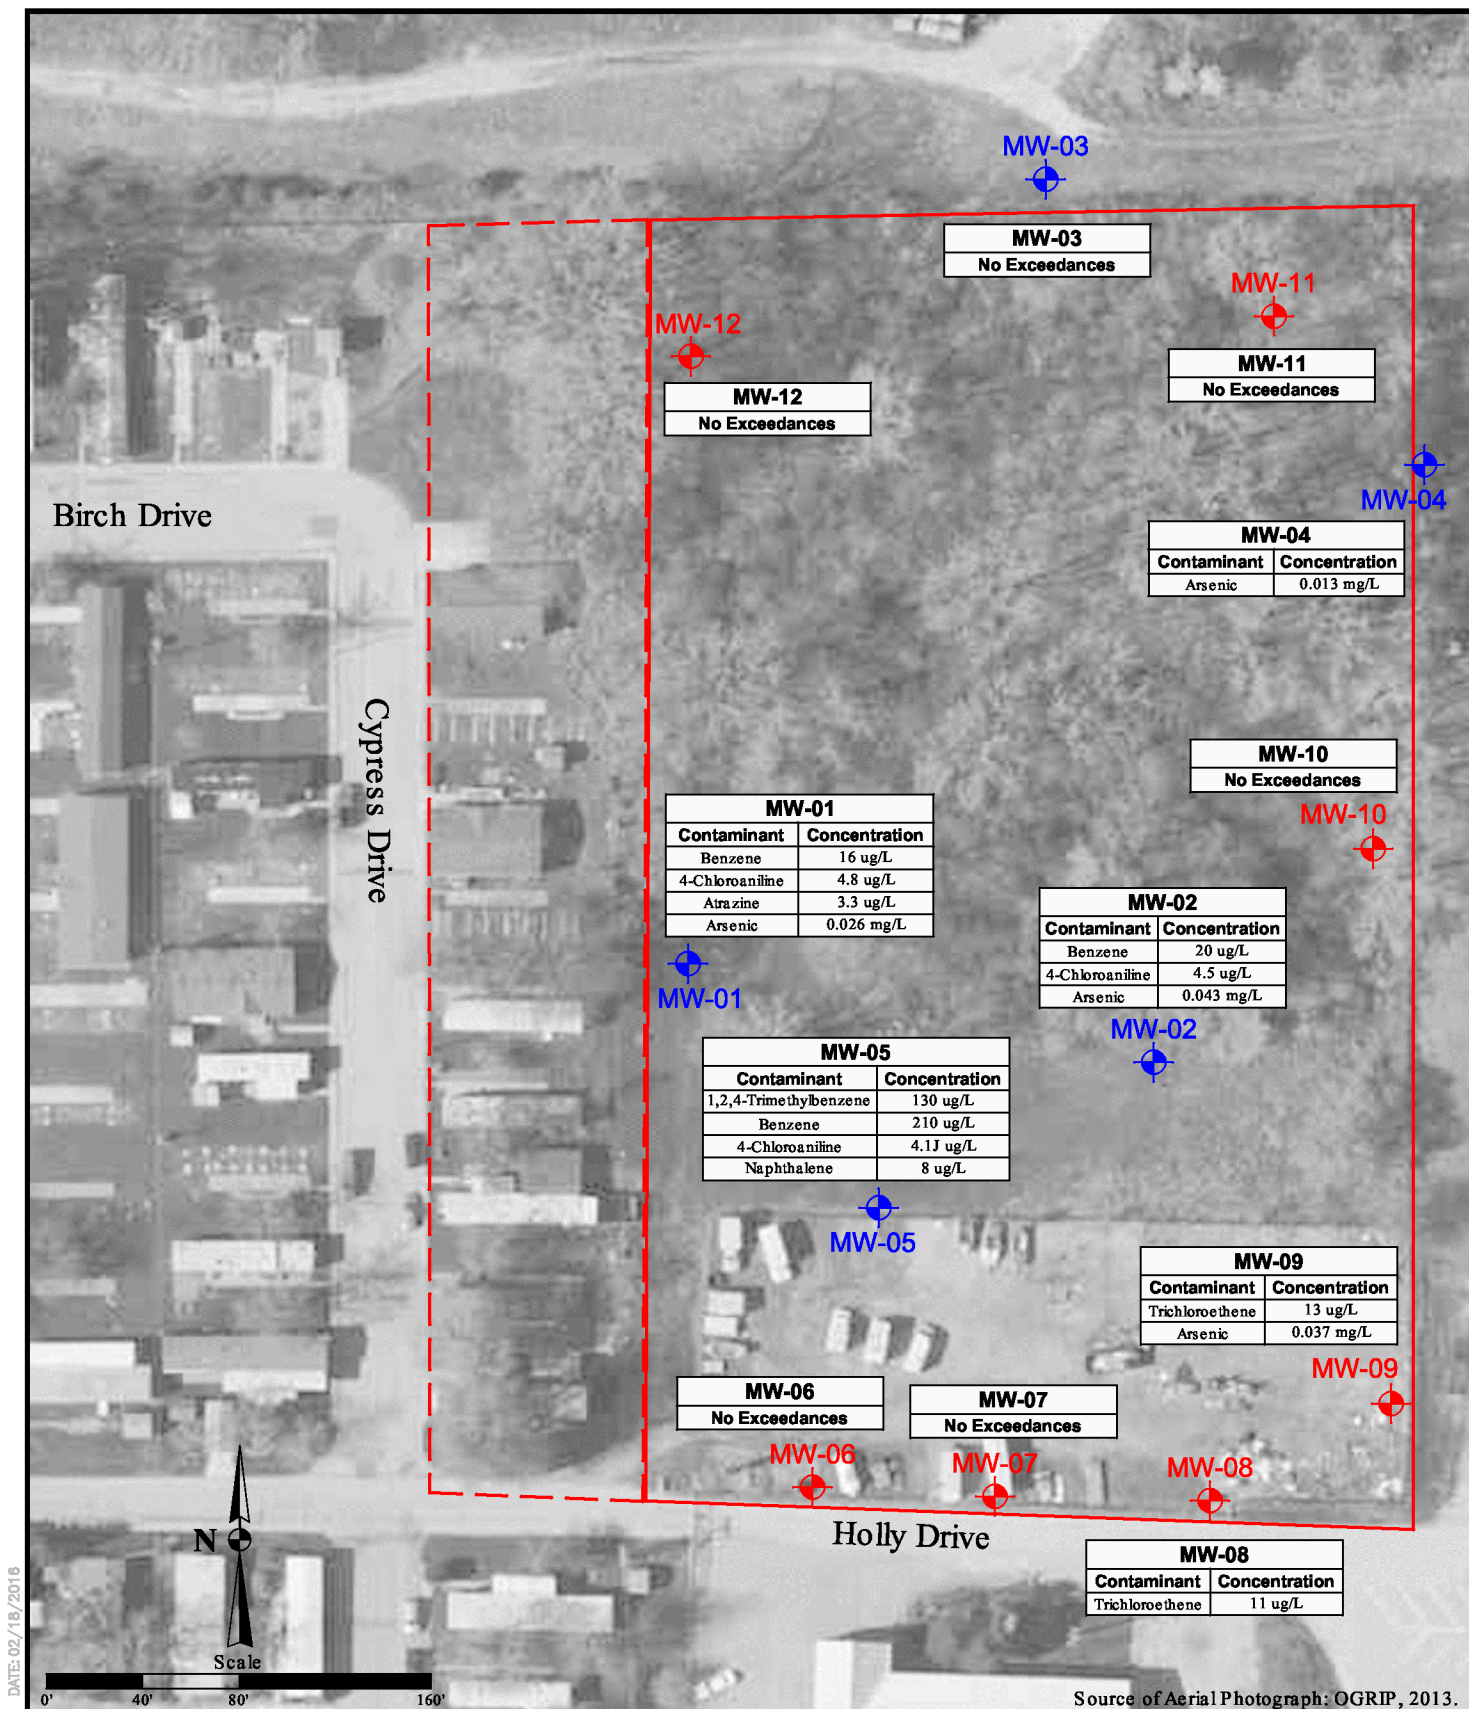 MW-03
MW-03
No Exceedances
MW-11
MW-11
No Exceedances
MW-12
MW-12
No Exceedances
MW-04
MW-04
Contaminant Concentration
Arsenic 0.013 mg/L
Birch Drive
Cypress Drive
MW-10
No Exceedances
MW-10
MW-01
Contaminant Concentration
Benzene 16 ug/L
4-Chloroaniline 4.8 ug/L
Atrazine 3.3 ug/L
Arsenic 0.026 mg/L
MW-01
MW-02
Contaminant Concentration
Benzene 20 ug/L
4-Chloroaniline 4.5 ug/L
Arsenic 0.043 mg/L
MW-02
MW-05
Contaminant Concentration
1,2,4-Trimethylbenzene 130 ug/L
Benzene 210 ug/L
4-Chloroaniline 4.1J ug/L
Naphthalene 8 ug/L
MW-05
MW-09
Contaminant Concentration
Trichloroethene 13 ug/L
Arsenic 0.037 mg/L
MW-09
MW-06
No Exceedances
MW-06
MW-07
No Exceedances
MW-07
MW-08
Holly Drive
MW-08
Contaminant Concentration
Trichloroethene 11 ug/L
N
Scale
0' 40' 80' 160'
Source of Aerial Photograph: OGRIP, 2013.
DATE: 02/18/2016